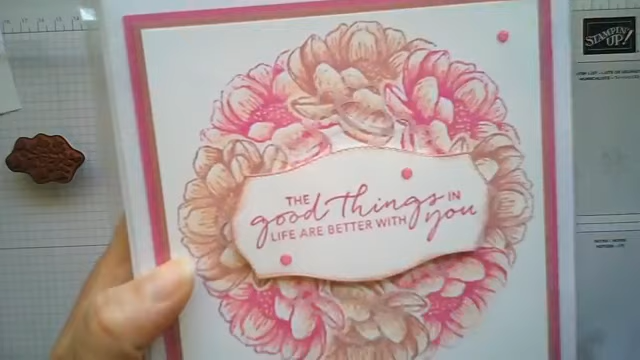 STAMPIN'
UP!
THE
good things IN
LIFE ARE BETTER WITH you